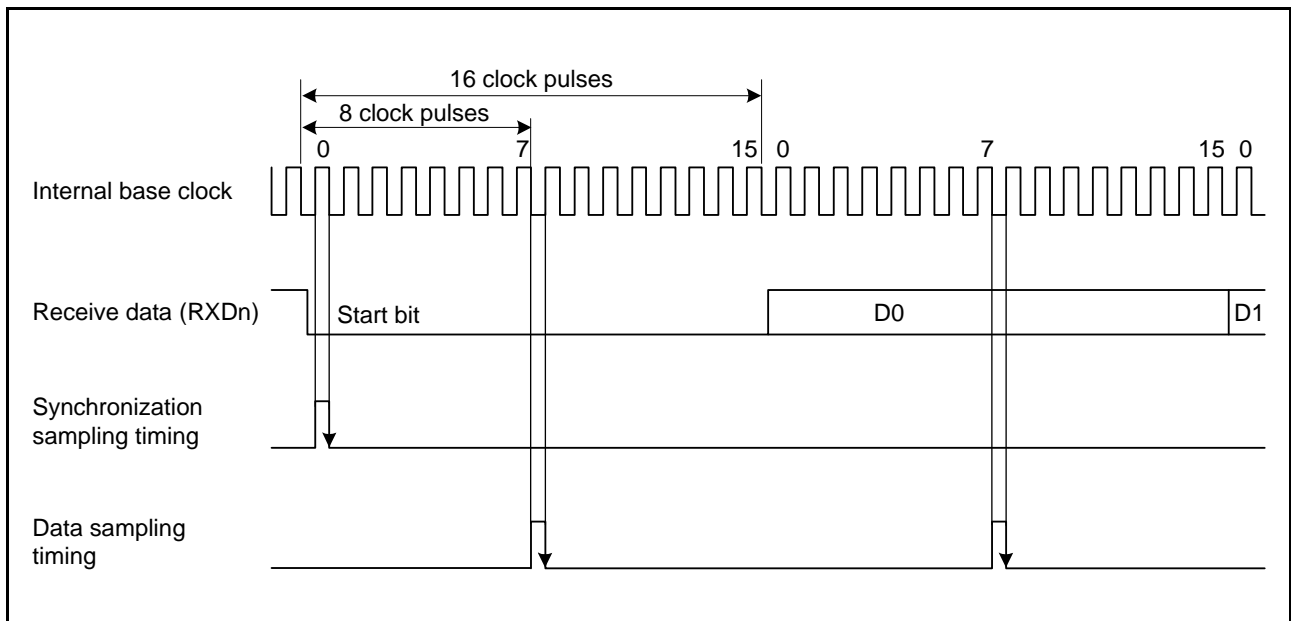 16 clock pulses
8 clock pulses
0 7 15 0 7 15 0
Internal base clock
Receive data (RXDn)
Start bit
D0
D1
Synchronization
sampling timing
Data sampling
timing